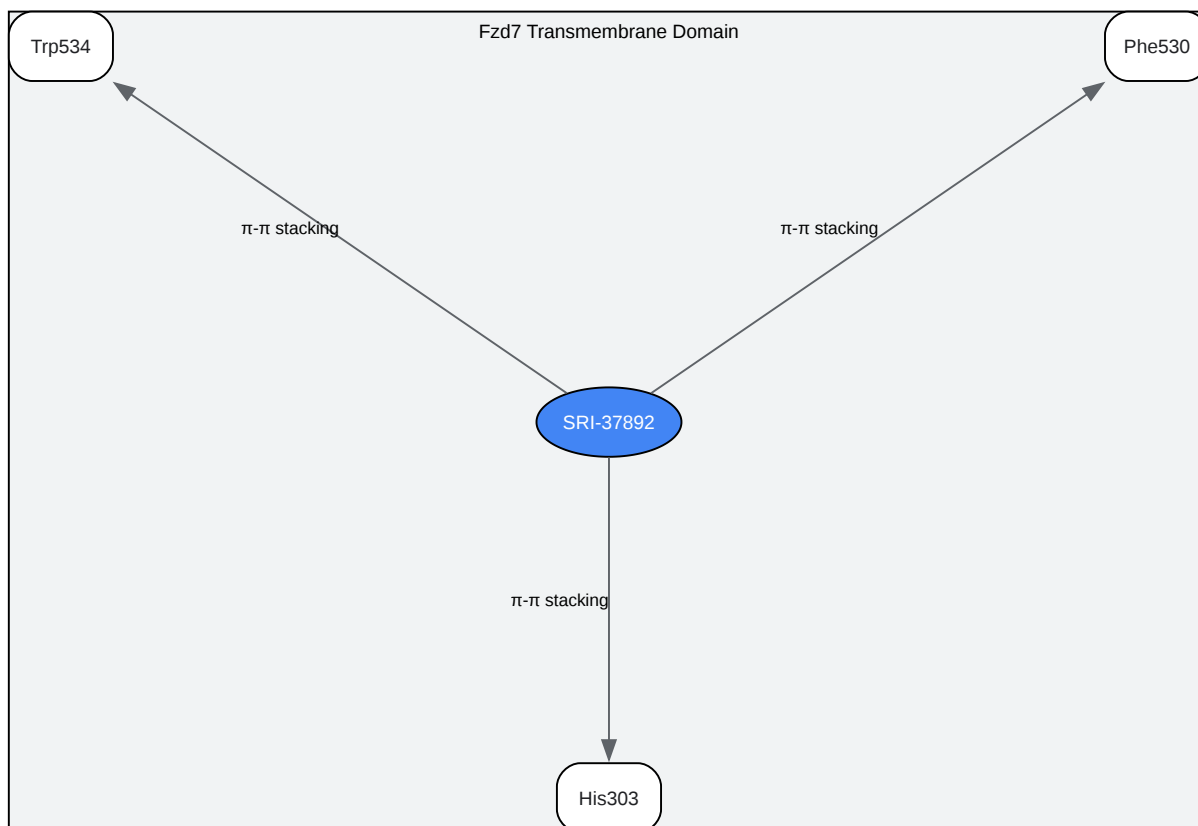 Fzd7 Transmembrane Domain
Trp534
Phe530
π-π stacking
π-π stacking
SRI-37892
π-π stacking
His303